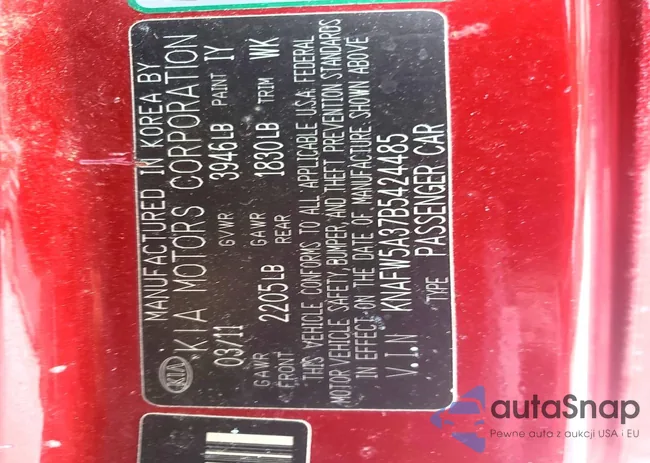 MANUFACTURED IN KOREA BY
KIA KIA MOTORS CORPORATION
03/11 GVWR 3946LB PAINT IY
GAWR FRONT 2205LB GAWR REAR 1830LB TRIM WK
THIS VEHICLE CONFORMS TO ALL APPLICABLE U.S.A. FEDERAL
MOTOR VEHICLE SAFETY, BUMPER, AND THEFT PREVENTION STANDARDS
IN EFFECT ON THE DATE OF MANUFACTURE SHOWN ABOVE
V.I.N KNAFW5A37B5424485
TYPE PASSENGER CAR
autaSnap
Pewne auta z aukcji USA i EU